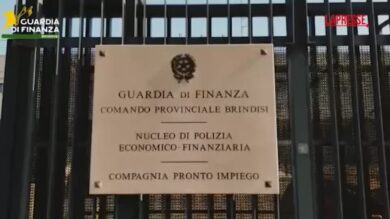 GUARDIA
DI FINANZA
LAPRESSE
GUARDIA DI FINANZA
COMANDO PROVINCIALE BRINDISI
NUCLEO DI POLIZIA
ECONOMICO-FINANZIARIA
COMPAGNIA PRONTO IMPIEGO